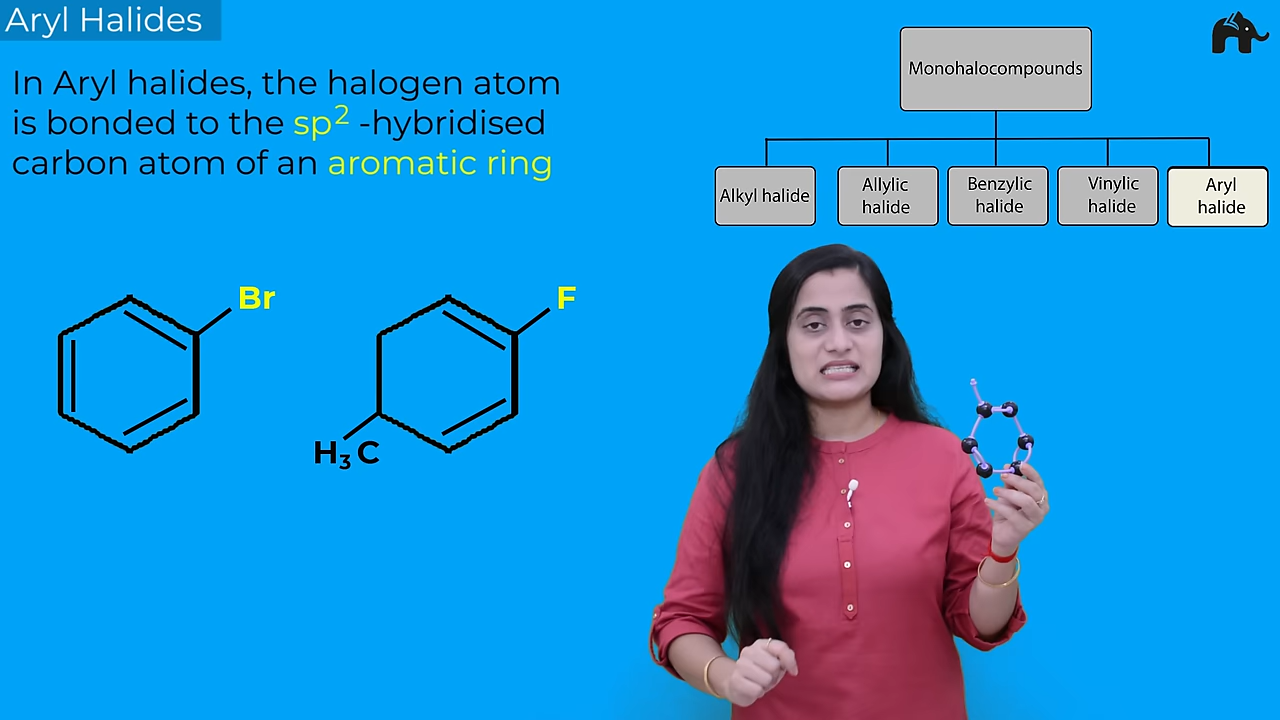 Aryl Halides
In Aryl halides, the halogen atom
is bonded to the sp² -hybridised
carbon atom of an aromatic ring
Monohalocompounds
Alkyl halide
Allylic
halide
Benzylic
halide
Vinylic
halide
Aryl
halide
Br
F
H₃C